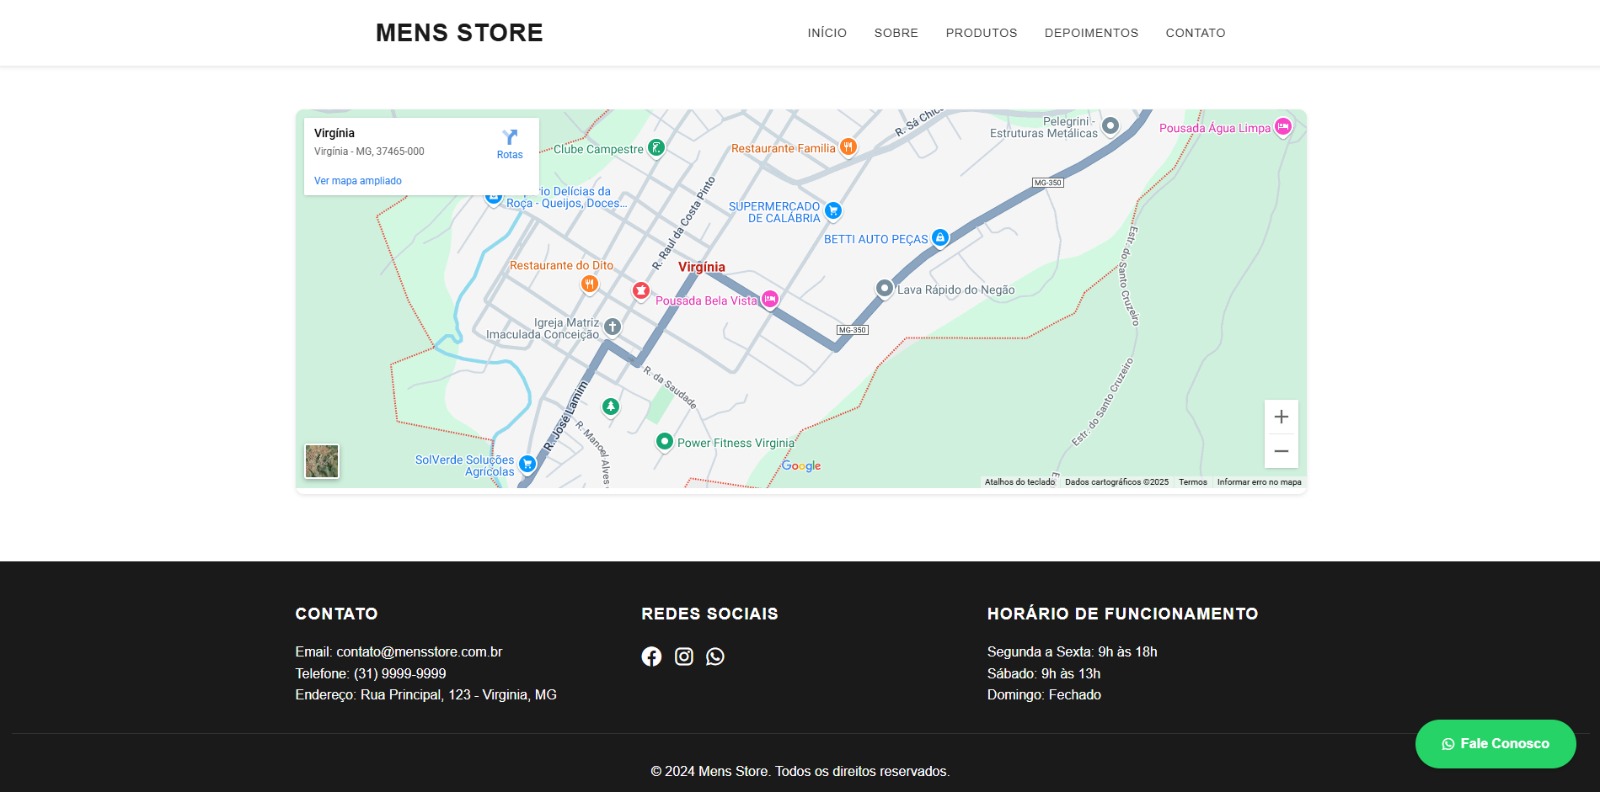 MENS STORE
INÍCIO
SOBRE
PRODUTOS
DEPOIMENTOS
CONTATO
Virgínia
Virgínia - MG, 37465-000
Rotas
Ver mapa ampliado
Clube Campestre
Restaurante Familia
R. Sá Chic
Pelegrini -
Estruturas Metálicas
Pousada Água Limpa
MG-350
rio Delícias da
Roça - Queijos, Doces...
R. Raul da Costa Pinto
SUPERMERCADO
DE CALÁBRIA
BETTI AUTO PEÇAS
Estr. do Santo Cruzeiro
Restaurante do Dito
Virgínia
Pousada Bela Vista
Lava Rápido do Negão
Igreja Matriz
Imaculada Conceição
MG-350
R. da Saudade
R. José Lamim
R. Manoel Alves
Estr. do Santo Cruzeiro
Power Fitness Virginia
SolVerde Soluções
Agrícolas
Google
E
Atalhos do teclado
Dados cartográficos ©2025
Termos
Informar erro no mapa
CONTATO
Email: contato@mensstore.com.br
Telefone: (31) 9999-9999
Endereço: Rua Principal, 123 - Virginia, MG
REDES SOCIAIS
HORÁRIO DE FUNCIONAMENTO
Segunda a Sexta: 9h às 18h
Sábado: 9h às 13h
Domingo: Fechado
Fale Conosco
© 2024 Mens Store. Todos os direitos reservados.